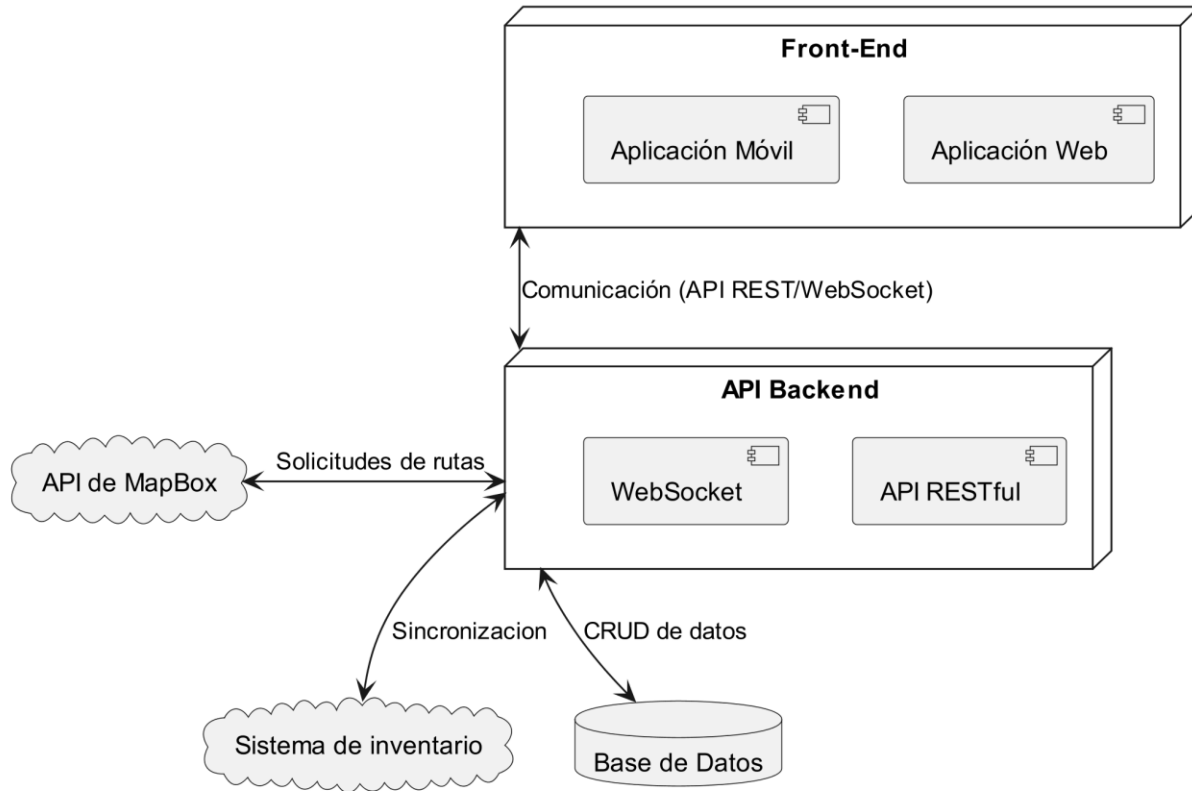 Front-End
Aplicación Móvil
Aplicación Web
Comunicación (API REST/WebSocket)
API Backend
WebSocket
API RESTful
API de MapBox
Solicitudes de rutas
Sincronizacion
CRUD de datos
Sistema de inventario
Base de Datos